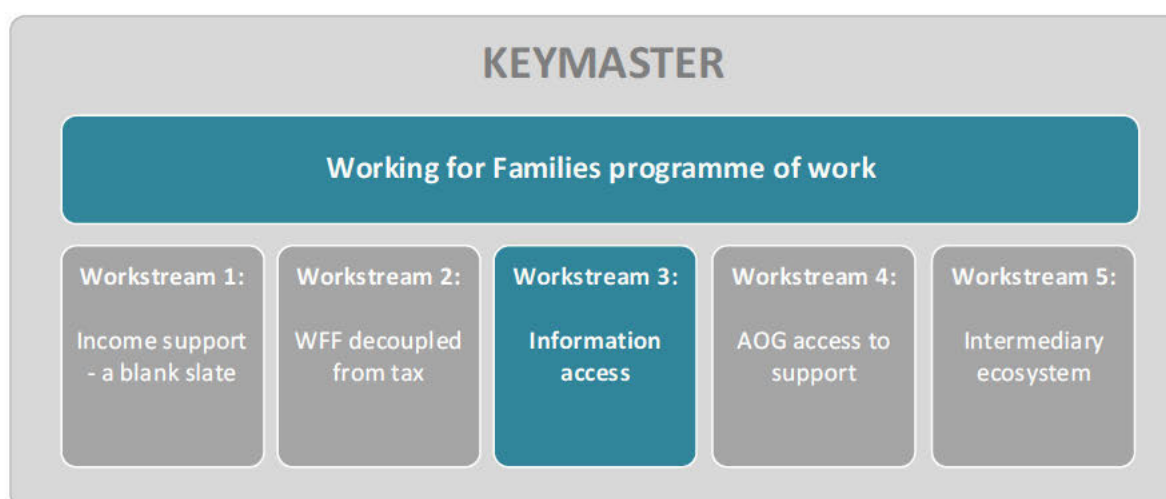 KEYMASTER
Working for Families programme of work
Workstream 1:
Income support
- a blank slate
Workstream 2:
WFF decoupled
from tax
Workstream 3:
Information
access
Workstream 4:
AOG access to
support
Workstream 5:
Intermediary
ecosystem